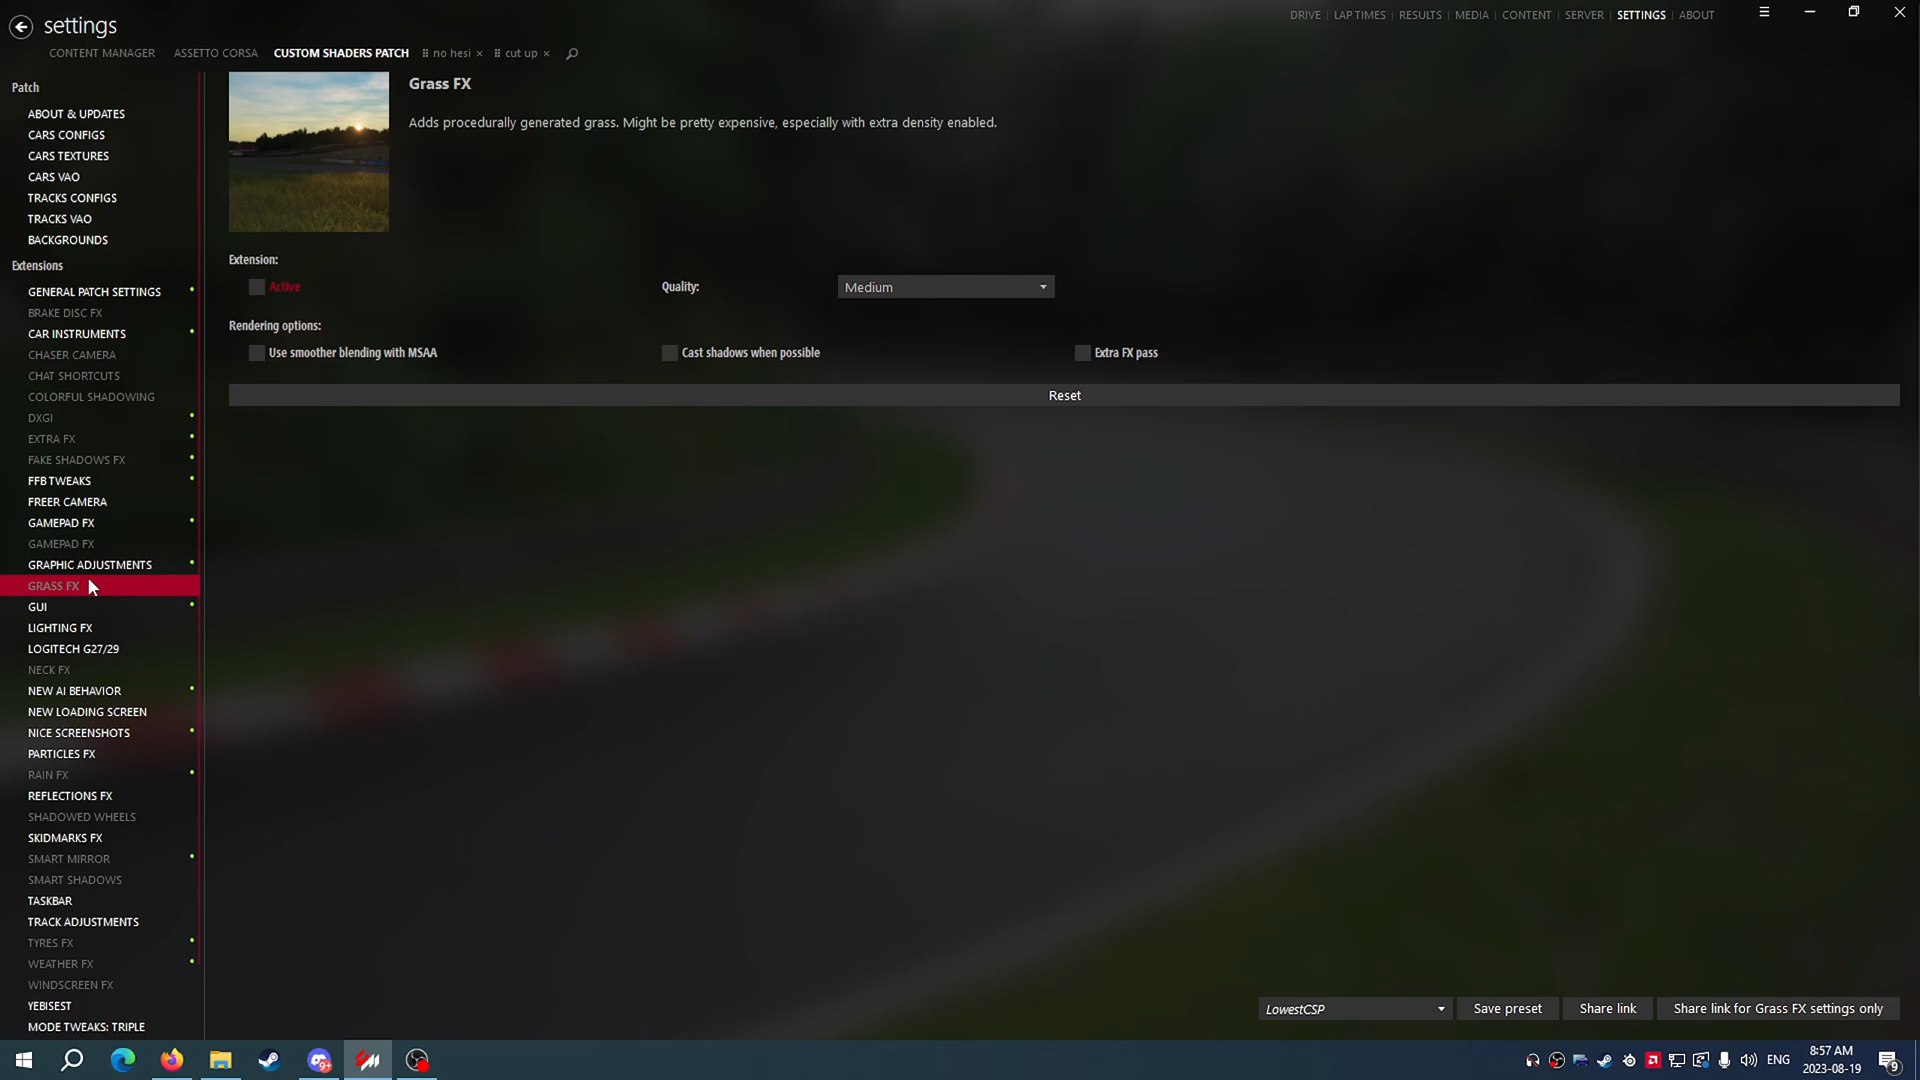 settings
DRIVE | LAP TIMES | RESULTS | MEDIA | CONTENT | SERVER | SETTINGS | ABOUT
CONTENT MANAGER ASSETTO CORSA CUSTOM SHADERS PATCH no hesi × cut up ×
Patch
ABOUT & UPDATES
CARS CONFIGS
CARS TEXTURES
CARS VAO
TRACKS CONFIGS
TRACKS VAO
BACKGROUNDS
Extensions
GENERAL PATCH SETTINGS
BRAKE DISC FX
CAR INSTRUMENTS
CHASER CAMERA
CHAT SHORTCUTS
COLORFUL SHADOWING
DXGI
EXTRA FX
FAKE SHADOWS FX
FFB TWEAKS
FREER CAMERA
GAMEPAD FX
GAMEPAD FX
GRAPHIC ADJUSTMENTS
GRASS FX
GUI
LIGHTING FX
LOGITECH G27/29
NECK FX
NEW AI BEHAVIOR
NEW LOADING SCREEN
NICE SCREENSHOTS
PARTICLES FX
RAIN FX
REFLECTIONS FX
SHADOWED WHEELS
SKIDMARKS FX
SMART MIRROR
SMART SHADOWS
TASKBAR
TRACK ADJUSTMENTS
TYRES FX
WEATHER FX
WINDSCREEN FX
YEBISEST
MODE TWEAKS: TRIPLE
Grass FX
Adds procedurally generated grass. Might be pretty expensive, especially with extra density enabled.
Extension:
Active Quality: Medium
Rendering options:
Use smoother blending with MSAA Cast shadows when possible Extra FX pass
Reset
LowestCSP Save preset Share link Share link for Grass FX settings only
9+
ENG
8:57 AM
2023-08-19
9